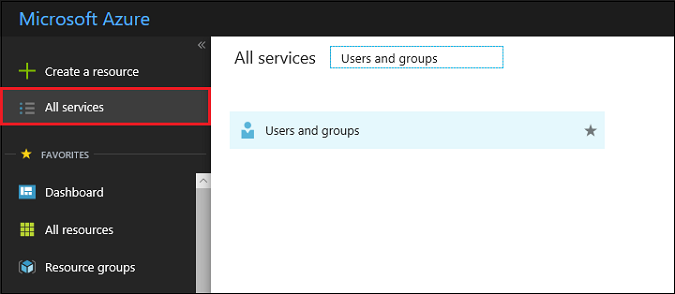 Microsoft Azure
Create a resource
All services
FAVORITES
Dashboard
All resources
Resource groups
All services
Users and groups
Users and groups